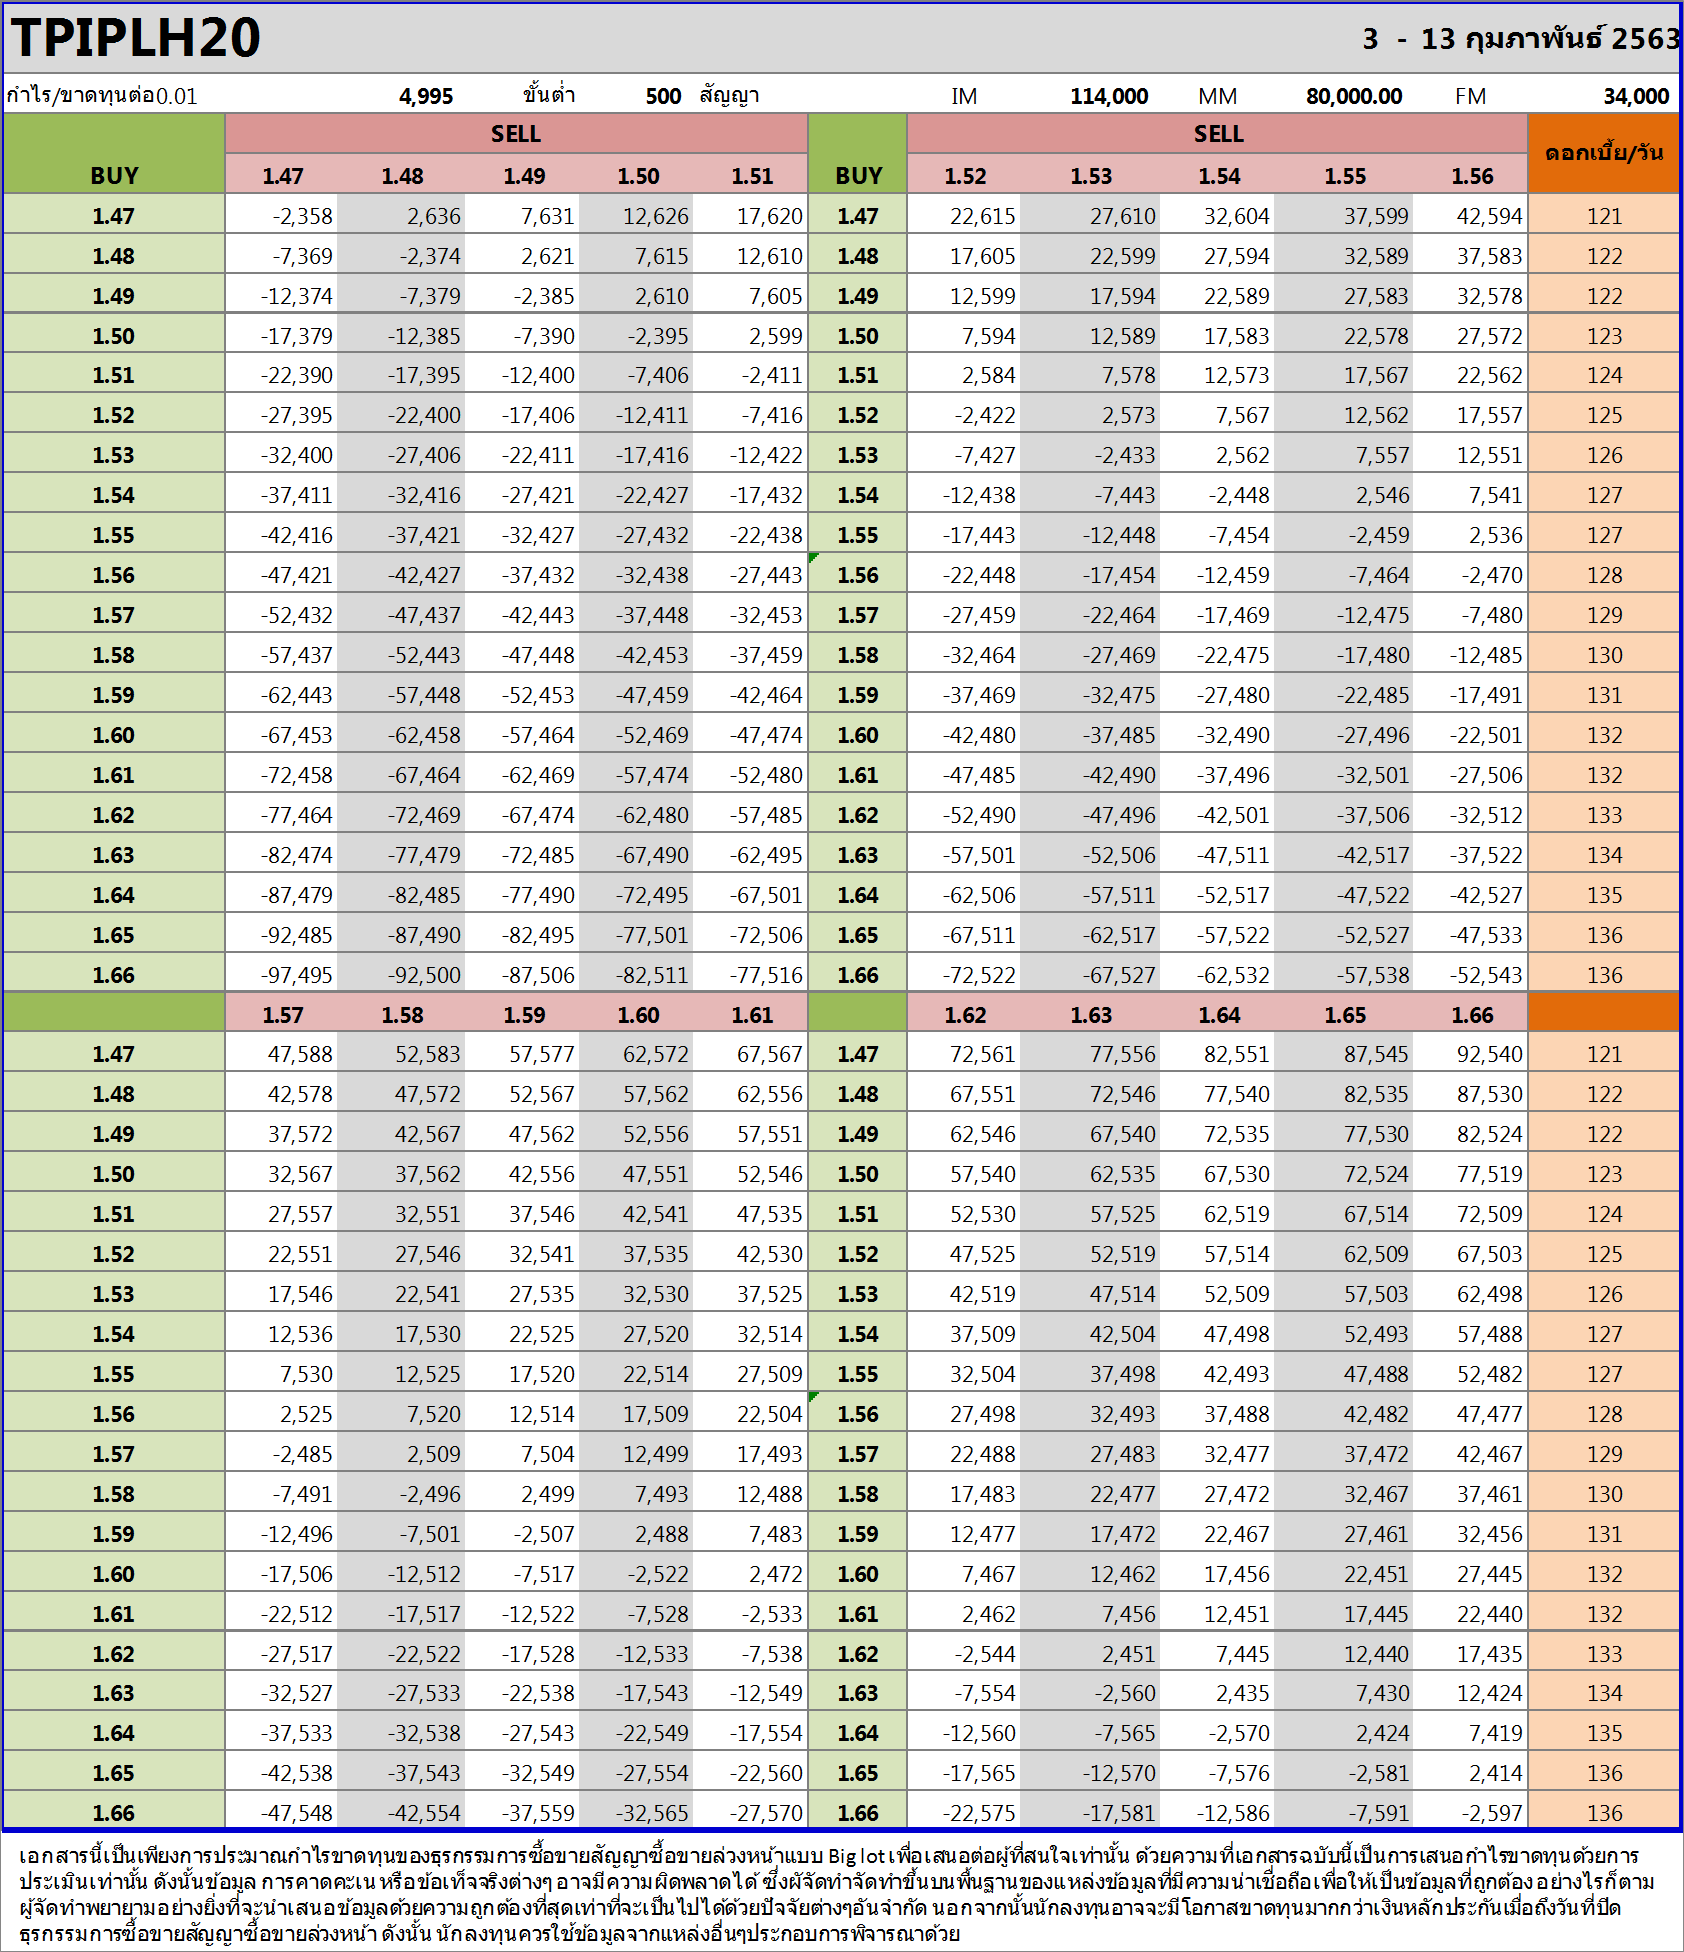 TPIPLH20 3 - 13 กุมภาพันธ์ 2563
กำไร/ขาดทุนต่อ0.01 4,995 ขั้นต่ำ 500 สัญญา IM 114,000 MM 80,000.00 FM 34,000
SELL SELL
BUY 1.47 1.48 1.49 1.50 1.51 BUY 1.52 1.53 1.54 1.55 1.56 ดอกเบี้ย/วัน
1.47 -2,358 2,636 7,631 12,626 17,620 1.47 22,615 27,610 32,604 37,599 42,594 121
1.48 -7,369 -2,374 2,621 7,615 12,610 1.48 17,605 22,599 27,594 32,589 37,583 122
1.49 -12,374 -7,379 -2,385 2,610 7,605 1.49 12,599 17,594 22,589 27,583 32,578 122
1.50 -17,379 -12,385 -7,390 -2,395 2,599 1.50 7,594 12,589 17,583 22,578 27,572 123
1.51 -22,390 -17,395 -12,400 -7,406 -2,411 1.51 2,584 7,578 12,573 17,567 22,562 124
1.52 -27,395 -22,400 -17,406 -12,411 -7,416 1.52 -2,422 2,573 7,567 12,562 17,557 125
1.53 -32,400 -27,406 -22,411 -17,416 -12,422 1.53 -7,427 -2,433 2,562 7,557 12,551 126
1.54 -37,411 -32,416 -27,421 -22,427 -17,432 1.54 -12,438 -7,443 -2,448 2,546 7,541 127
1.55 -42,416 -37,421 -32,427 -27,432 -22,438 1.55 -17,443 -12,448 -7,454 -2,459 2,536 127
1.56 -47,421 -42,427 -37,432 -32,438 -27,443 1.56 -22,448 -17,454 -12,459 -7,464 -2,470 128
1.57 -52,432 -47,437 -42,443 -37,448 -32,453 1.57 -27,459 -22,464 -17,469 -12,475 -7,480 129
1.58 -57,437 -52,443 -47,448 -42,453 -37,459 1.58 -32,464 -27,469 -22,475 -17,480 -12,485 130
1.59 -62,443 -57,448 -52,453 -47,459 -42,464 1.59 -37,469 -32,475 -27,480 -22,485 -17,491 131
1.60 -67,453 -62,458 -57,464 -52,469 -47,474 1.60 -42,480 -37,485 -32,490 -27,496 -22,501 132
1.61 -72,458 -67,464 -62,469 -57,474 -52,480 1.61 -47,485 -42,490 -37,496 -32,501 -27,506 132
1.62 -77,464 -72,469 -67,474 -62,480 -57,485 1.62 -52,490 -47,496 -42,501 -37,506 -32,512 133
1.63 -82,474 -77,479 -72,485 -67,490 -62,495 1.63 -57,501 -52,506 -47,511 -42,517 -37,522 134
1.64 -87,479 -82,485 -77,490 -72,495 -67,501 1.64 -62,506 -57,511 -52,517 -47,522 -42,527 135
1.65 -92,485 -87,490 -82,495 -77,501 -72,506 1.65 -67,511 -62,517 -57,522 -52,527 -47,533 136
1.66 -97,495 -92,500 -87,506 -82,511 -77,516 1.66 -72,522 -67,527 -62,532 -57,538 -52,543 136
1.57 1.58 1.59 1.60 1.61 1.62 1.63 1.64 1.65 1.66
1.47 47,588 52,583 57,577 62,572 67,567 1.47 72,561 77,556 82,551 87,545 92,540 121
1.48 42,578 47,572 52,567 57,562 62,556 1.48 67,551 72,546 77,540 82,535 87,530 122
1.49 37,572 42,567 47,562 52,556 57,551 1.49 62,546 67,540 72,535 77,530 82,524 122
1.50 32,567 37,562 42,556 47,551 52,546 1.50 57,540 62,535 67,530 72,524 77,519 123
1.51 27,557 32,551 37,546 42,541 47,535 1.51 52,530 57,525 62,519 67,514 72,509 124
1.52 22,551 27,546 32,541 37,535 42,530 1.52 47,525 52,519 57,514 62,509 67,503 125
1.53 17,546 22,541 27,535 32,530 37,525 1.53 42,519 47,514 52,509 57,503 62,498 126
1.54 12,536 17,530 22,525 27,520 32,514 1.54 37,509 42,504 47,498 52,493 57,488 127
1.55 7,530 12,525 17,520 22,514 27,509 1.55 32,504 37,498 42,493 47,488 52,482 127
1.56 2,525 7,520 12,514 17,509 22,504 1.56 27,498 32,493 37,488 42,482 47,477 128
1.57 -2,485 2,509 7,504 12,499 17,493 1.57 22,488 27,483 32,477 37,472 42,467 129
1.58 -7,491 -2,496 2,499 7,493 12,488 1.58 17,483 22,477 27,472 32,467 37,461 130
1.59 -12,496 -7,501 -2,507 2,488 7,483 1.59 12,477 17,472 22,467 27,461 32,456 131
1.60 -17,506 -12,512 -7,517 -2,522 2,472 1.60 7,467 12,462 17,456 22,451 27,445 132
1.61 -22,512 -17,517 -12,522 -7,528 -2,533 1.61 2,462 7,456 12,451 17,445 22,440 132
1.62 -27,517 -22,522 -17,528 -12,533 -7,538 1.62 -2,544 2,451 7,445 12,440 17,435 133
1.63 -32,527 -27,533 -22,538 -17,543 -12,549 1.63 -7,554 -2,560 2,435 7,430 12,424 134
1.64 -37,533 -32,538 -27,543 -22,549 -17,554 1.64 -12,560 -7,565 -2,570 2,424 7,419 135
1.65 -42,538 -37,543 -32,549 -27,554 -22,560 1.65 -17,565 -12,570 -7,576 -2,581 2,414 136
1.66 -47,548 -42,554 -37,559 -32,565 -27,570 1.66 -22,575 -17,581 -12,586 -7,591 -2,597 136
เอกสารนี้เป็นเพียงการประมาณกำไรขาดทุนของธุรกรรมการซื้อขายสัญญาซื้อขายล่วงหน้าแบบ Big lot เพื่อเสนอต่อผู้ที่สนใจเท่านั้น ด้วยความที่เอกสารฉบับนี้เป็นการเสนอกำไรขาดทุนด้วยการ
ประเมินเท่านั้น ดังนั้นข้อมูล การคาดคะเน หรือข้อเท็จจริงต่างๆ อาจมีความผิดพลาดได้ ซึ่งผู้จัดทำจัดทำขึ้นบนพื้นฐานของแหล่งข้อมูลที่มีความน่าเชื่อถือเพื่อให้เป็นข้อมูลที่ถูกต้อง อย่างไรก็ตาม
ผู้จัดทำพยายามอย่างยิ่งที่จะนำเสนอข้อมูลด้วยความถูกต้องที่สุดเท่าที่จะเป็นไปได้ด้วยปัจจัยต่างๆอันจำกัด นอกจากนั้นนักลงทุนอาจจะมีโอกาสขาดทุนมากกว่าเงินหลักประกันเมื่อถึงวันที่ปิด
ธุรกรรมการซื้อขายสัญญาซื้อขายล่วงหน้า ดังนั้น นักลงทุนควรใช้ข้อมูลจากแหล่งอื่นๆประกอบการพิจารณาด้วย